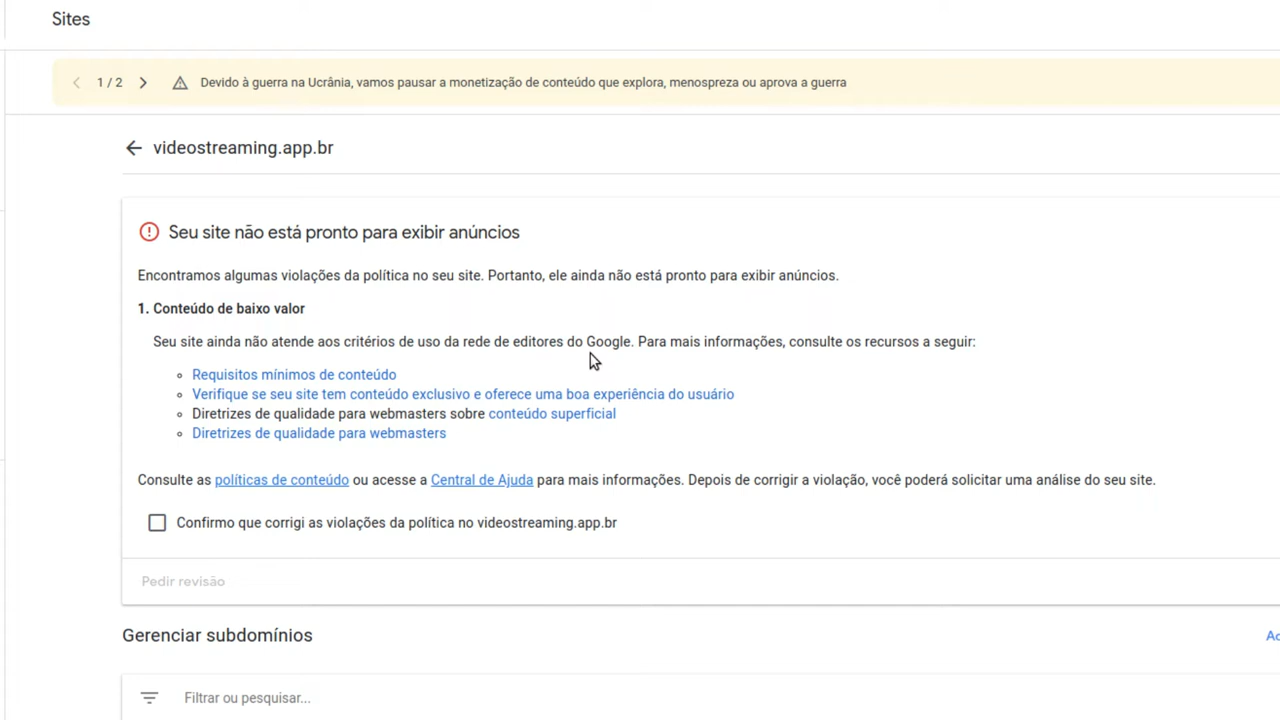 Sites
1 / 2
Devido à guerra na Ucrânia, vamos pausar a monetização de conteúdo que explora, menospreza ou aprova a guerra
videostreaming.app.br
Seu site não está pronto para exibir anúncios
Encontramos algumas violações da política no seu site. Portanto, ele ainda não está pronto para exibir anúncios.
1. Conteúdo de baixo valor
Seu site ainda não atende aos critérios de uso da rede de editores do Google. Para mais informações, consulte os recursos a seguir:
Requisitos mínimos de conteúdo
Verifique se seu site tem conteúdo exclusivo e oferece uma boa experiência do usuário
Diretrizes de qualidade para webmasters sobre conteúdo superficial
Diretrizes de qualidade para webmasters
Consulte as políticas de conteúdo ou acesse a Central de Ajuda para mais informações. Depois de corrigir a violação, você poderá solicitar uma análise do seu site.
Confirmo que corrigi as violações da política no videostreaming.app.br
Pedir revisão
Gerenciar subdomínios
Filtrar ou pesquisar...